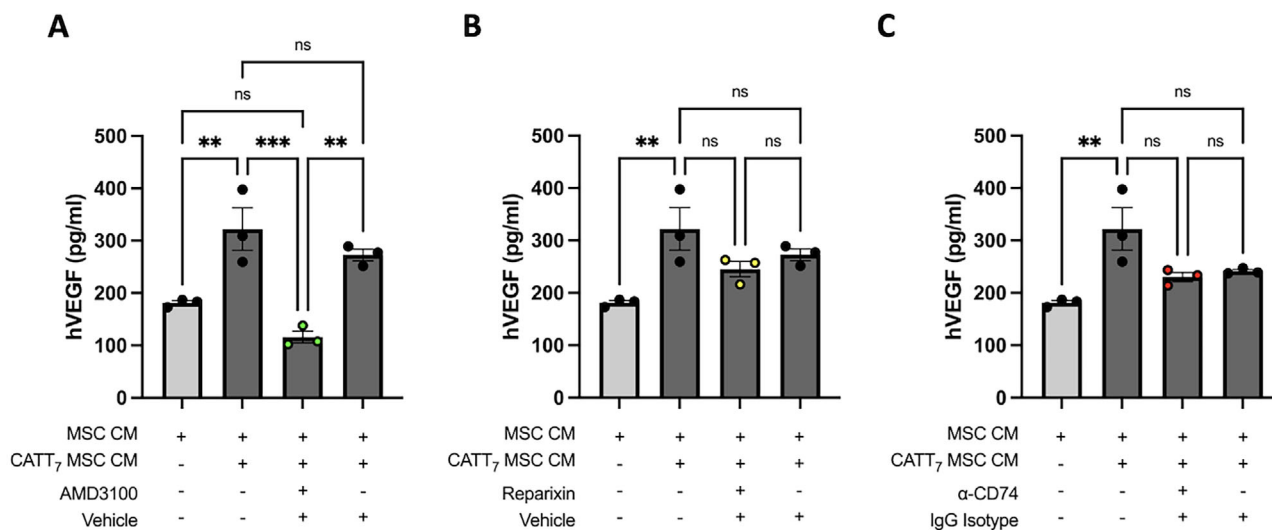 A
B
C
ns
ns
** *** **
500
400
300
200
100
0
hVEGF (pg/ml)
MSC CM + + + +
CATT7 MSC CM - + + +
AMD3100 - - + -
Vehicle - - + +
ns
** ns ns
500
400
300
200
100
0
hVEGF (pg/ml)
MSC CM + + + +
CATT7 MSC CM - + + +
Reparixin - - + -
Vehicle - - + +
ns
** ns ns
500
400
300
200
100
0
hVEGF (pg/ml)
MSC CM + + + +
CATT7 MSC CM - + + +
α-CD74 - - + -
IgG Isotype - - + +